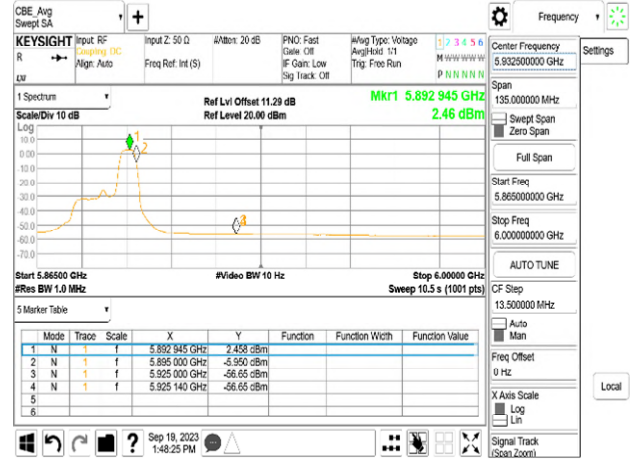 CBE_Avg
Swept SA
Frequency
KEYSIGHT
R
Input: RF
Coupling: DC
Align: Auto
Input Z: 50 Ω
Freq Ref: Int (S)
#Atten: 20 dB
PNO: Fast
Gate: Off
IF Gain: Low
Sig Track: Off
#Avg Type: Voltage
Avg|Hold: 1/1
Trig: Free Run
1 2 3 4 5 6
M W W W W W
P N N N N N
1 Spectrum
Scale/Div 10 dB
Ref Lvl Offset 11.29 dB
Ref Level 20.00 dBm
Mkr1 5.892 945 GHz
2.46 dBm
Log
10.0
0.00
-10.0
-20.0
-30.0
-40.0
-50.0
-60.0
-70.0
1
2
Start 5.86500 GHz
#Video BW 10 Hz
Stop 6.00000 GHz
#Res BW 1.0 MHz
Sweep 10.5 s (1001 pts)
5 Marker Table
Mode Trace Scale X Y Function Function Width Function Value
1 N 1 f 5.892 945 GHz 2.458 dBm
2 N 1 f 5.895 000 GHz -5.950 dBm
3 N 1 f 5.925 000 GHz -56.65 dBm
4 N 1 f 5.925 140 GHz -56.65 dBm
5
6
Sep 19, 2023
1:48:25 PM
Center Frequency
5.932500000 GHz
Settings
Span
135.000000 MHz
Swept Span
Zero Span
Full Span
Start Freq
5.865000000 GHz
Stop Freq
6.000000000 GHz
AUTO TUNE
CF Step
13.500000 MHz
Auto
Man
Freq Offset
0 Hz
Local
X Axis Scale
Log
Lin
Signal Track
(Span Zoom)